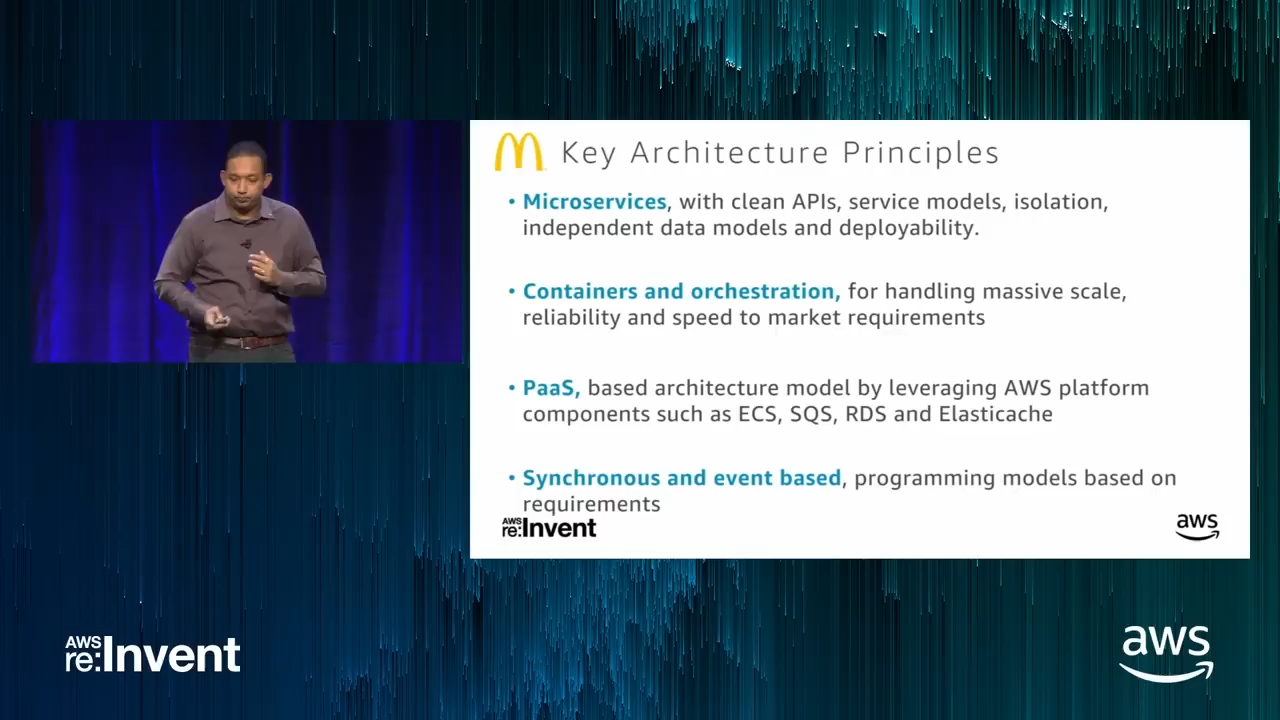 Key Architecture Principles
• Microservices, with clean APIs, service models, isolation,
independent data models and deployability.
• Containers and orchestration, for handling massive scale,
reliability and speed to market requirements
• PaaS, based architecture model by leveraging AWS platform
components such as ECS, SQS, RDS and Elasticache
• Synchronous and event based, programming models based on
requirements
AWS
re:Invent
aws
AWS
re:Invent
aws